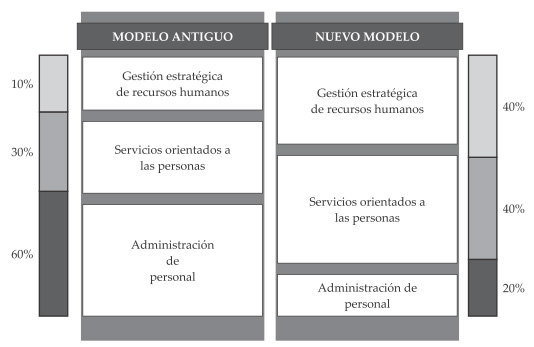 MODELO ANTIGUO
10%
Gestión estratégica
de recursos humanos
30%
Servicios orientados a
las personas
60%
Administración
de
personal
NUEVO MODELO
Gestión estratégica
de recursos humanos
40%
Servicios orientados a
las personas
40%
Administración de
personal
20%